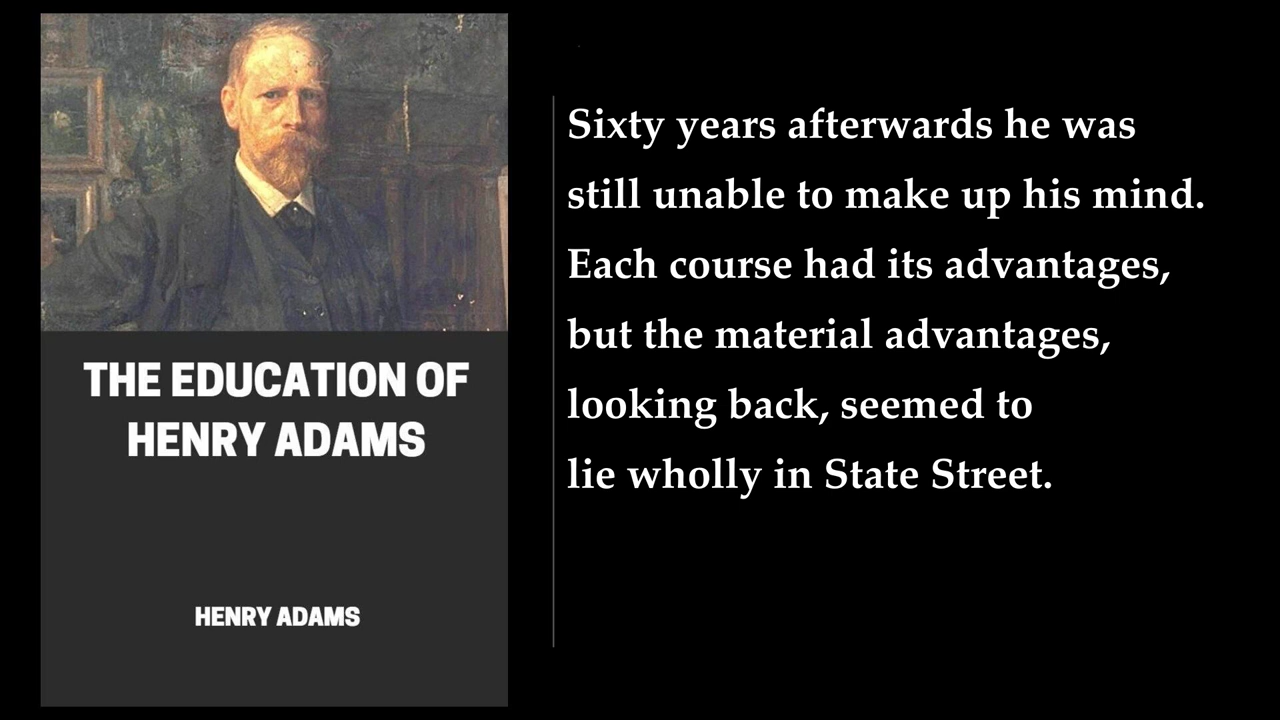 THE EDUCATION OF
HENRY ADAMS
HENRY ADAMS
Sixty years afterwards he was
still unable to make up his mind.
Each course had its advantages,
but the material advantages,
looking back, seemed to
lie wholly in State Street.